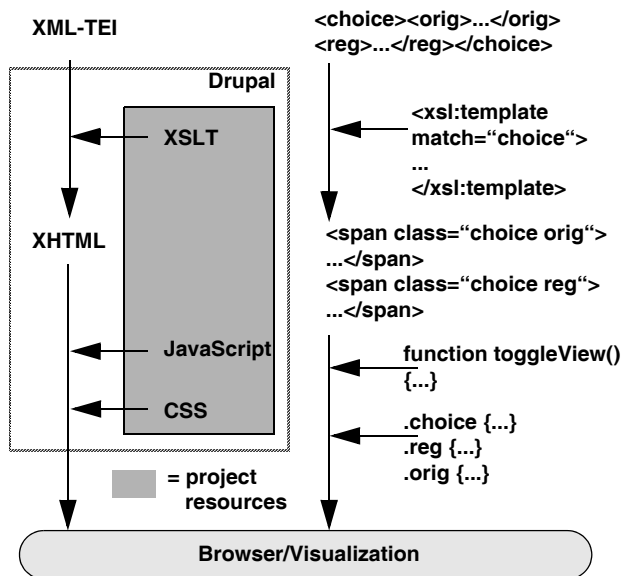 XML-TEI
Drupal
XSLT
XHTML
JavaScript
CSS
= project
resources
<choice><orig>...</orig>
<reg>...</reg></choice>
<xsl:template
match=“choice“>
...
</xsl:template>
<span class=“choice orig“>
...</span>
<span class=“choice reg“>
...</span>
function toggleView()
{...}
.choice {...}
.reg {...}
.orig {...}
Browser/Visualization